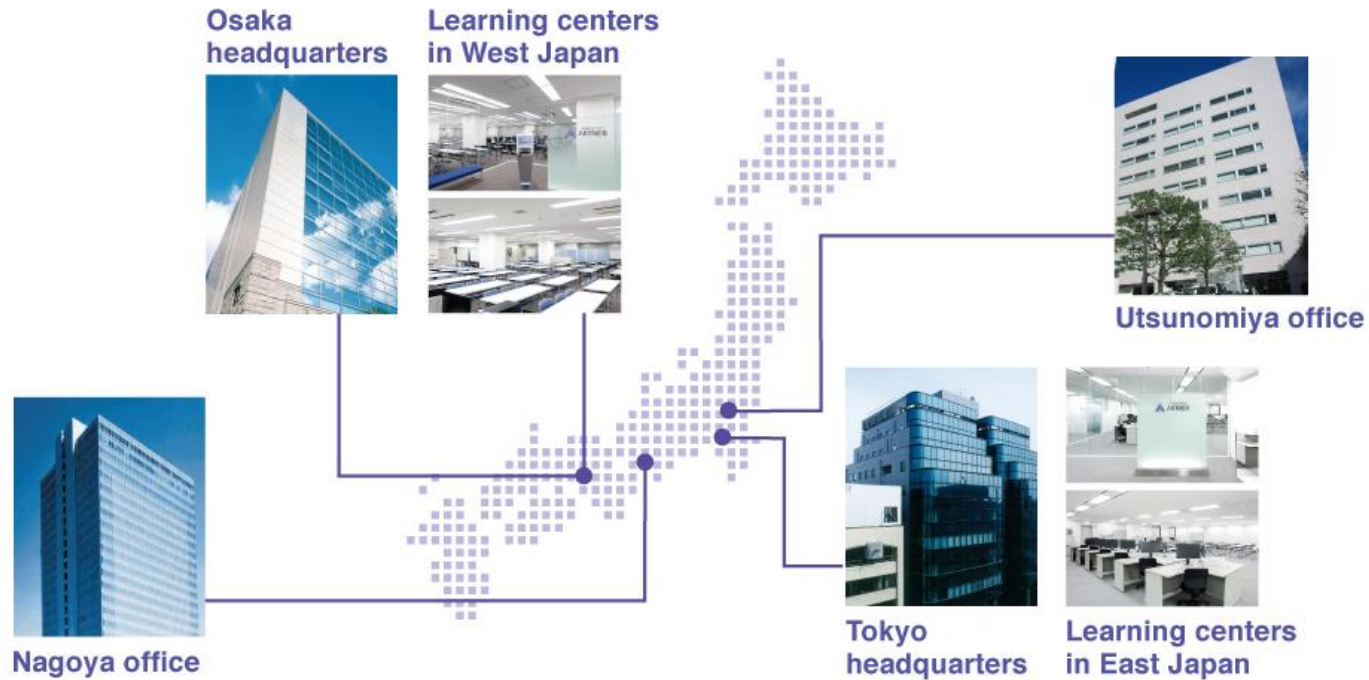 Osaka
headquarters
Learning centers
in West Japan
Utsunomiya office
Nagoya office
Tokyo
headquarters
Learning centers
in East Japan